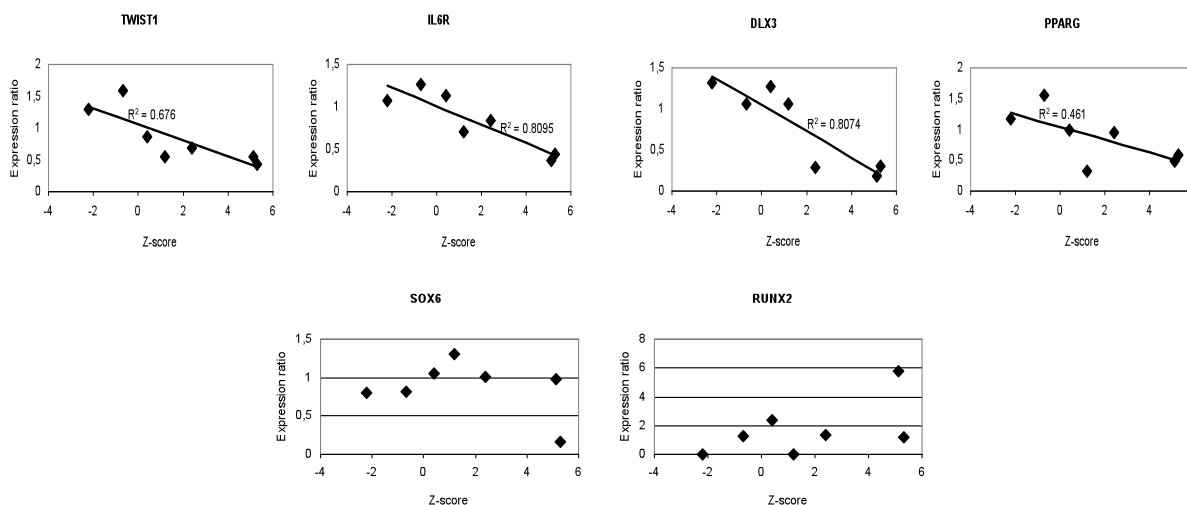 TWIST1
Expression ratio
2
1,5
1
0,5
0
R² = 0.676
-4 -2 0 2 4 6
Z-score
IL6R
Expression ratio
1,5
1
0,5
0
R² = 0.8095
-4 -2 0 2 4 6
Z-score
DLX3
Expression ratio
1,5
1
0,5
0
R² = 0.8074
-4 -2 0 2 4 6
Z-score
PPARG
Expression ratio
2
1,5
1
0,5
0
R² = 0.461
-4 -2 0 2 4
Z-score
SOX6
Expression ratio
1,5
1
0,5
0
-4 -2 0 2 4 6
Z-score
RUNX2
Expression ratio
8
6
4
2
0
-4 -2 0 2 4 6
Z-score